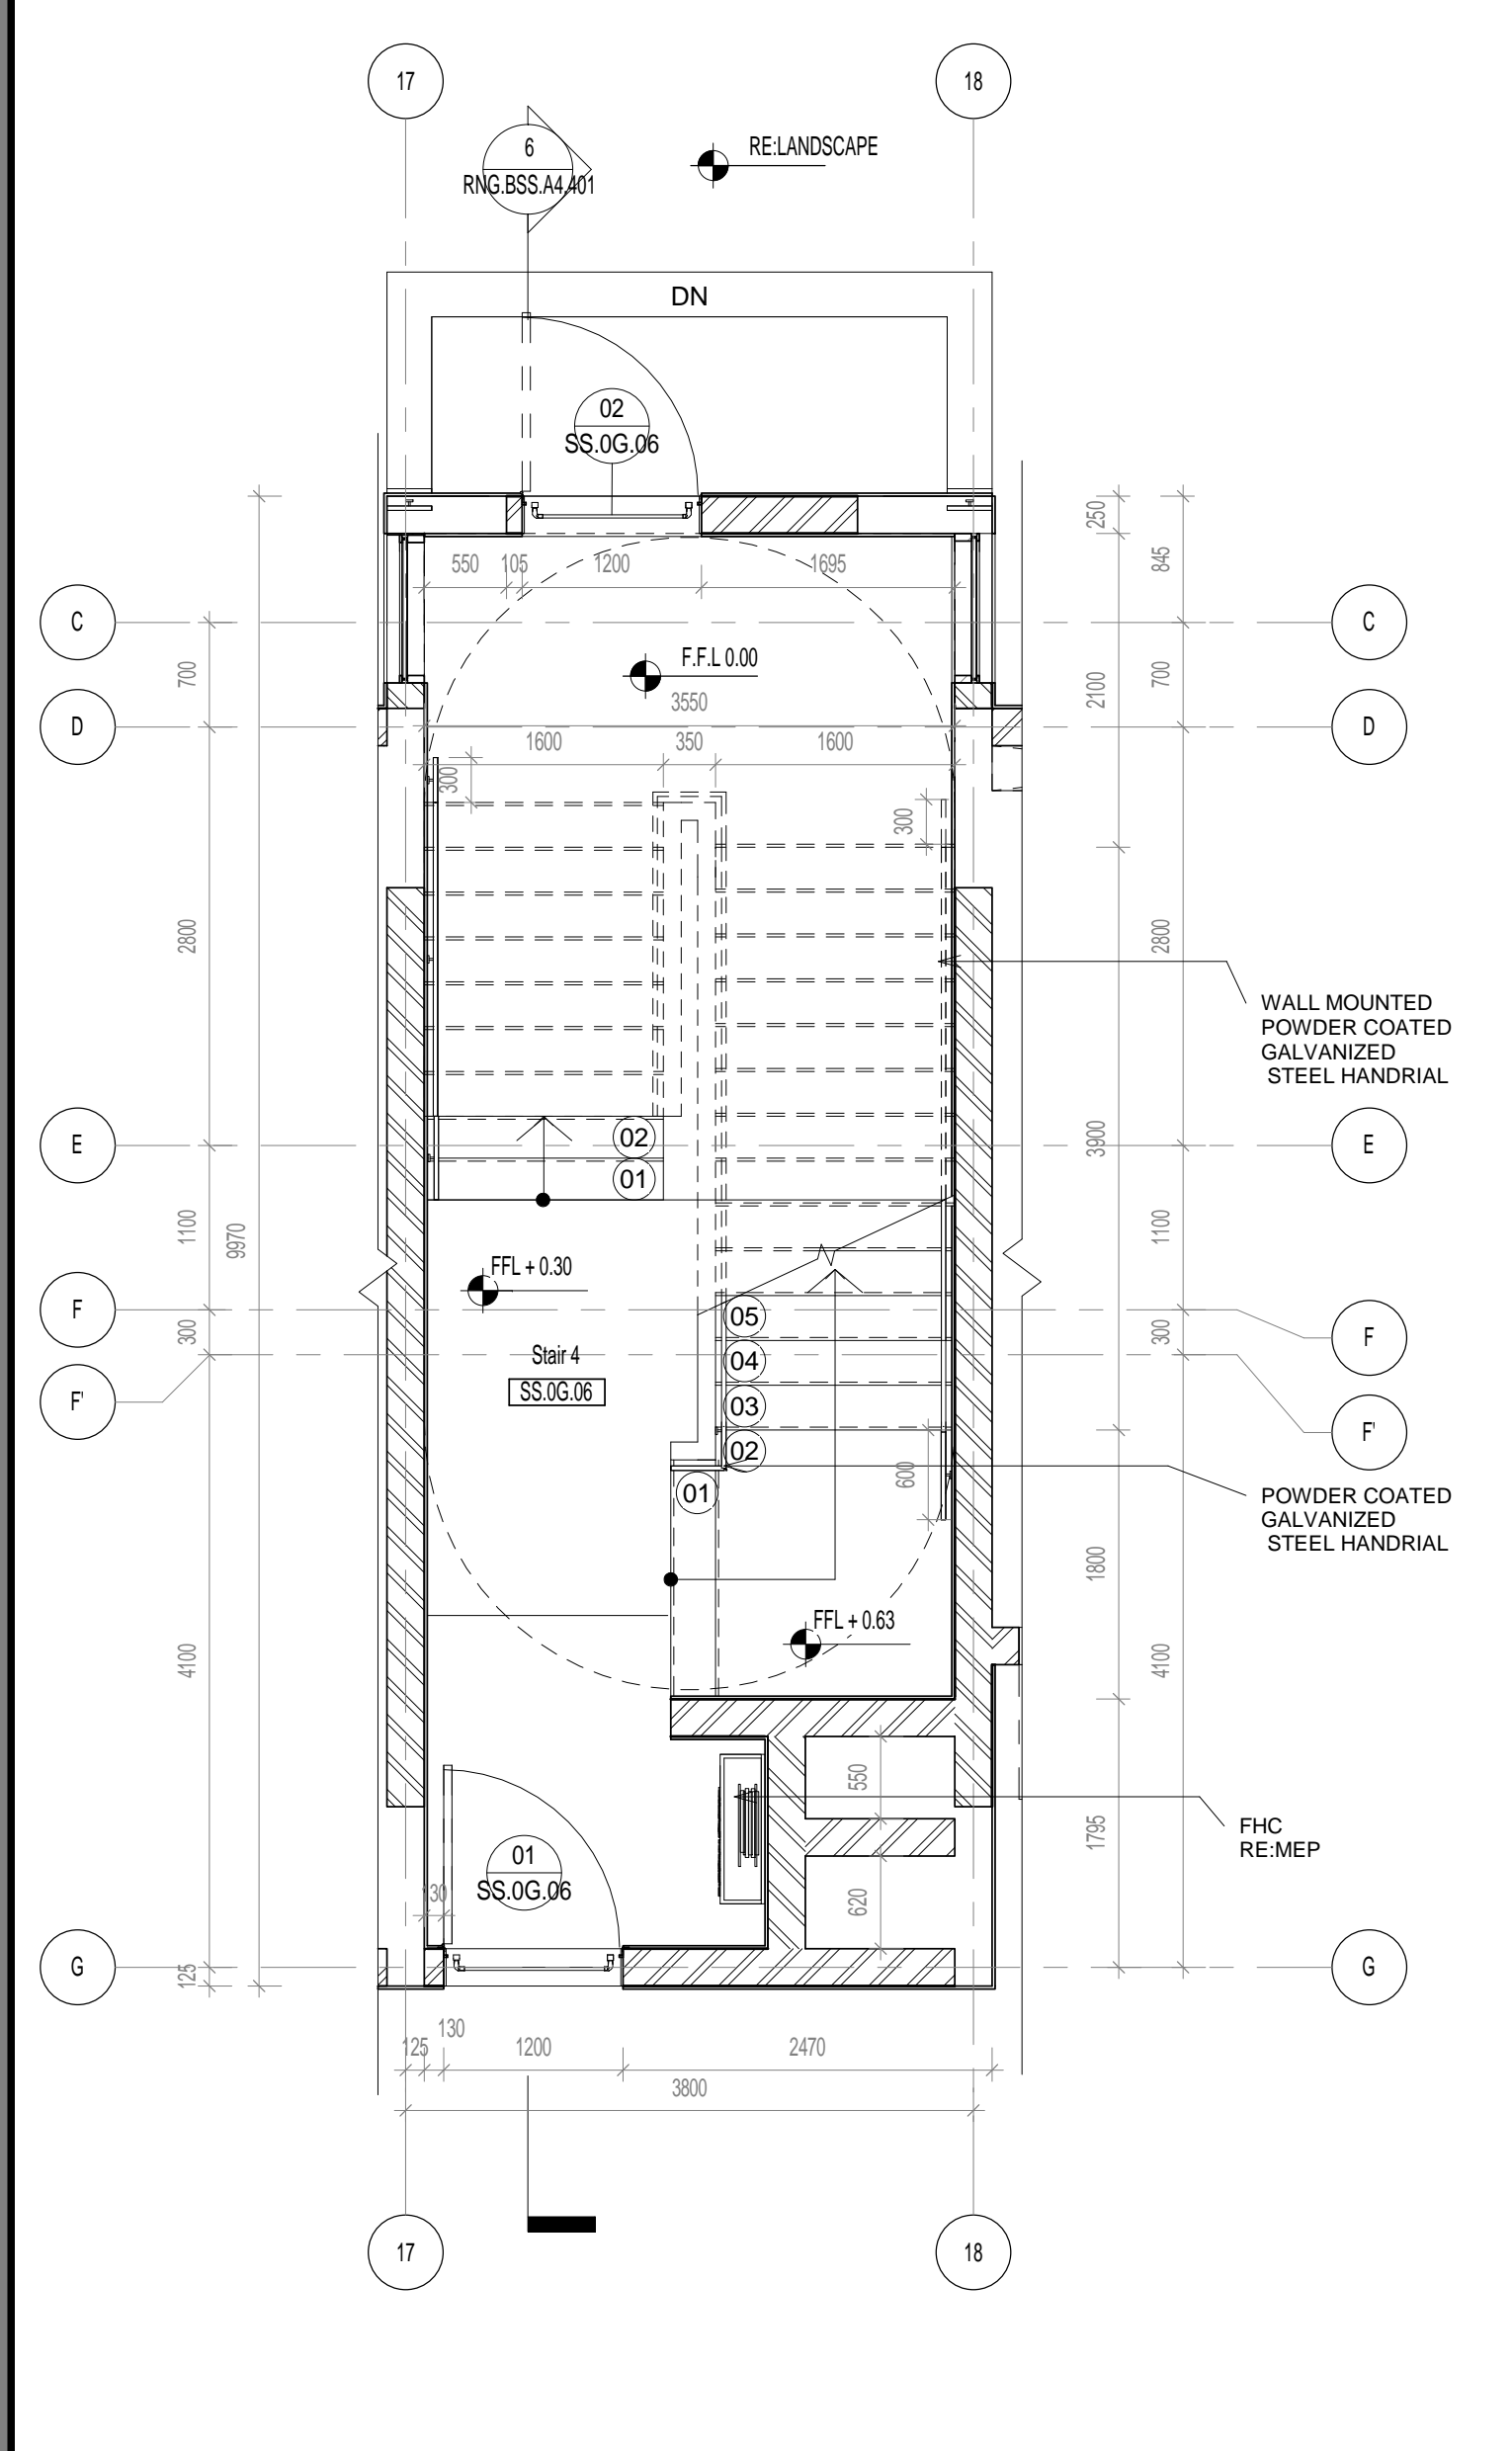 17
18
6
RNG.BSS.A4.401
RE:LANDSCAPE
DN
02
SS.0G.06
250
845
550
105
1200
1695
C
C
700
F.F.L 0.00
2100
700
3550
D
D
1600
350
1600
300
300
2800
2800
WALL MOUNTED
POWDER COATED
GALVANIZED
STEEL HANDRIAL
E
02
3900
E
01
1100
9970
1100
FFL + 0.30
F
05
F
300
300
Stair 4
04
SS.0G.06
F'
03
F'
02
600
01
POWDER COATED
GALVANIZED
STEEL HANDRIAL
1800
FFL + 0.63
4100
4100
550
1795
FHC
RE:MEP
01
SS.0G.06
130
620
G
125
G
130
125
1200
2470
3800
17
18